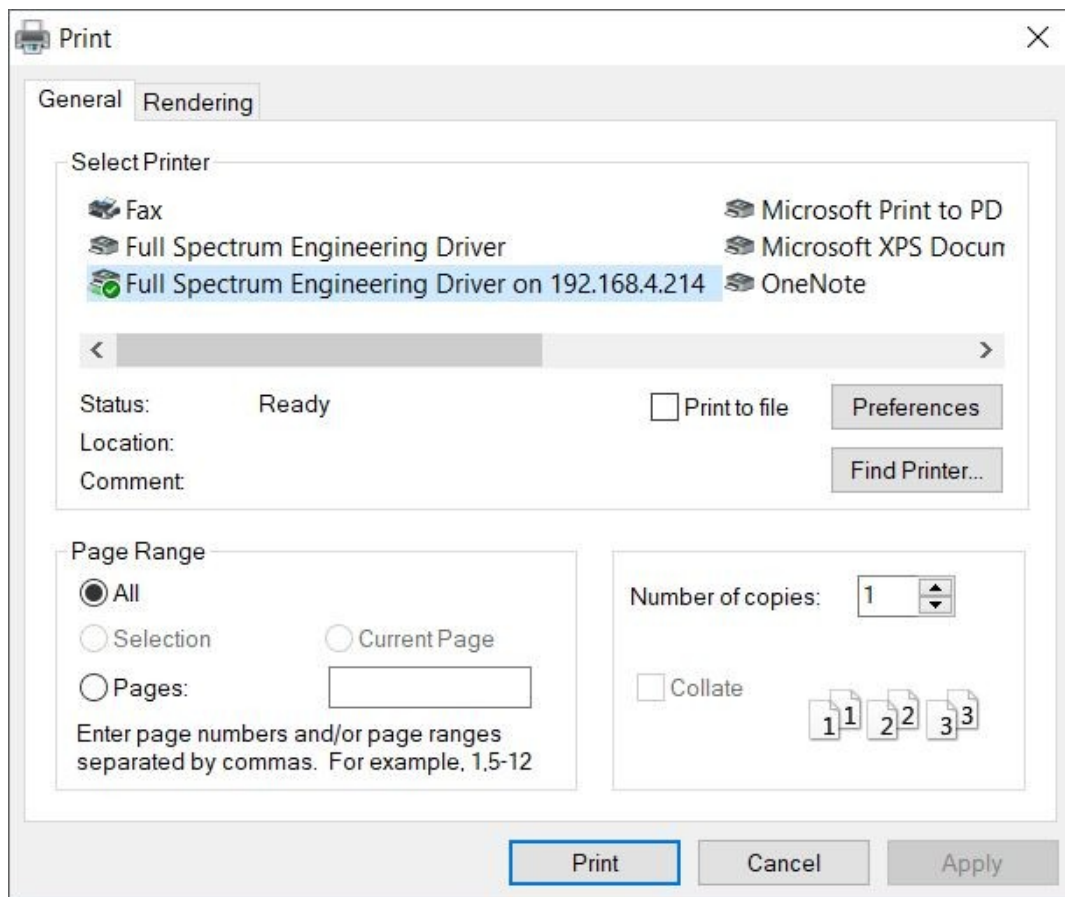 Print
General Rendering
Select Printer
Fax Microsoft Print to PD
Full Spectrum Engineering Driver Microsoft XPS Docum
Full Spectrum Engineering Driver on 192.168.4.214 OneNote
Status: Ready Print to file Preferences
Location:
Comment: Find Printer...
Page Range
All Number of copies: 1
Selection Current Page
Pages: Collate
1 1 2 2 3 3
Enter page numbers and/or page ranges
separated by commas. For example, 1,5-12
Print Cancel Apply